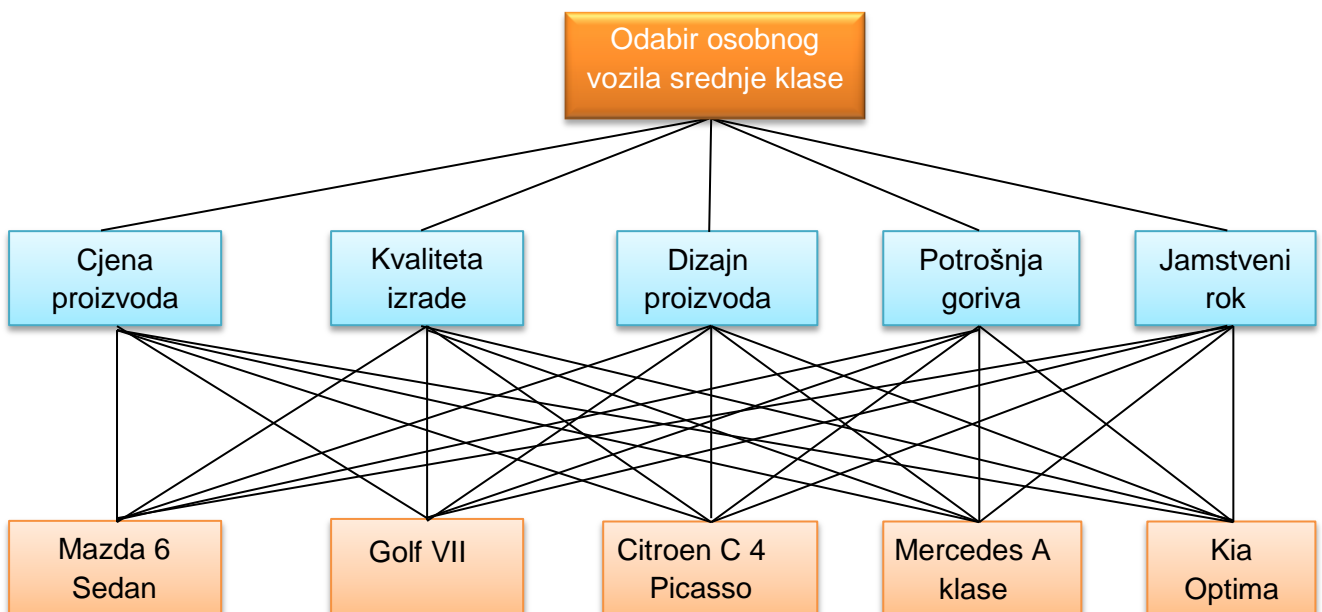 Odabir osobnog
vozila srednje klase
Cjena
proizvoda
Kvaliteta
izrade
Dizajn
proizvoda
Potrošnja
goriva
Jamstveni
rok
Mazda 6
Sedan
Golf VII
Citroen C 4
Picasso
Mercedes A
klase
Kia
Optima